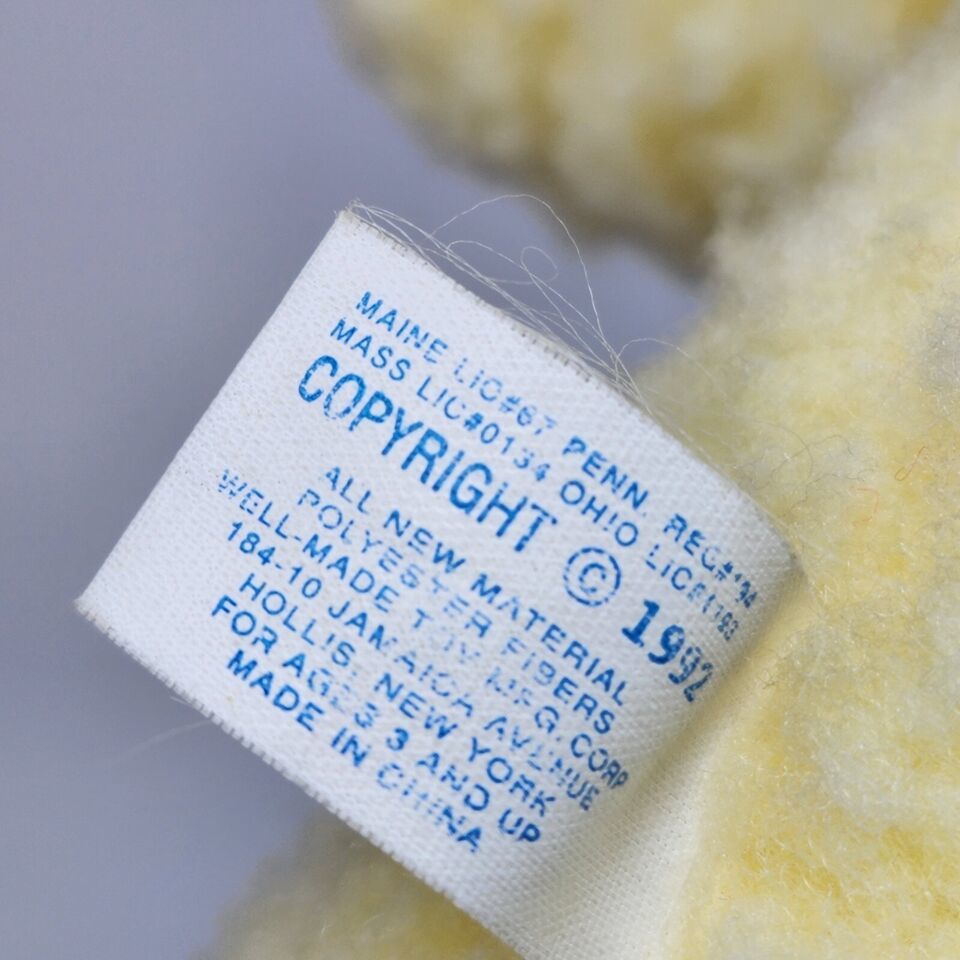 MAINE LIC#67 PENN. REG#194
MASS LIC#0134 OHIO
COPYRIGHT © 1992
ALL NEW MATERIAL
POLYESTER FIBERS
WELL-MADE TOY MFG.CORP
184-10 JAMAICA AVENUE
HOLLIS, NEW YORK
FOR AGES 3 AND UP
MADE IN CHINA